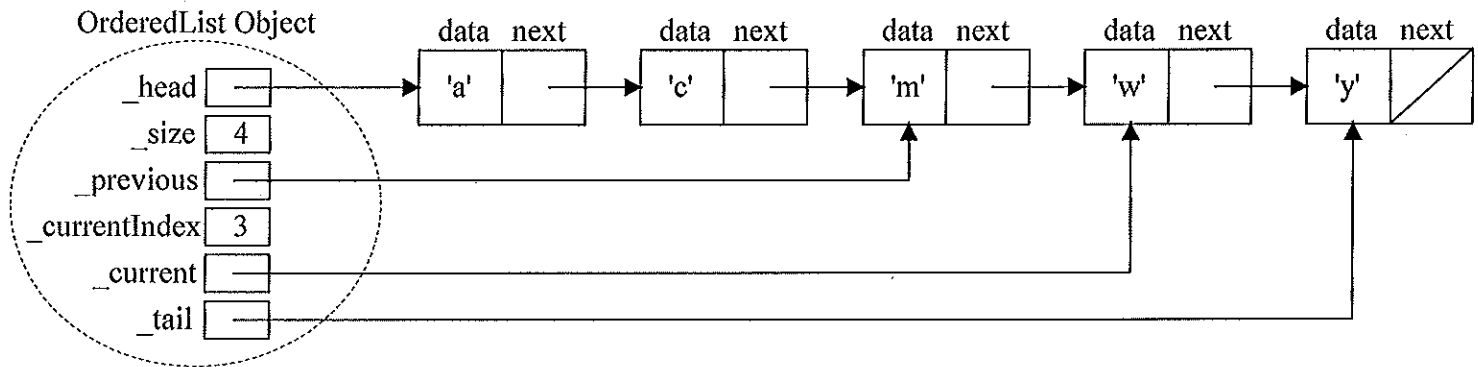 OrderedList Object
data next data next data next data next data next
_head 'a' 'c' 'm' 'w' 'y'
_size 4
_previous
_currentIndex 3
_current
_tail